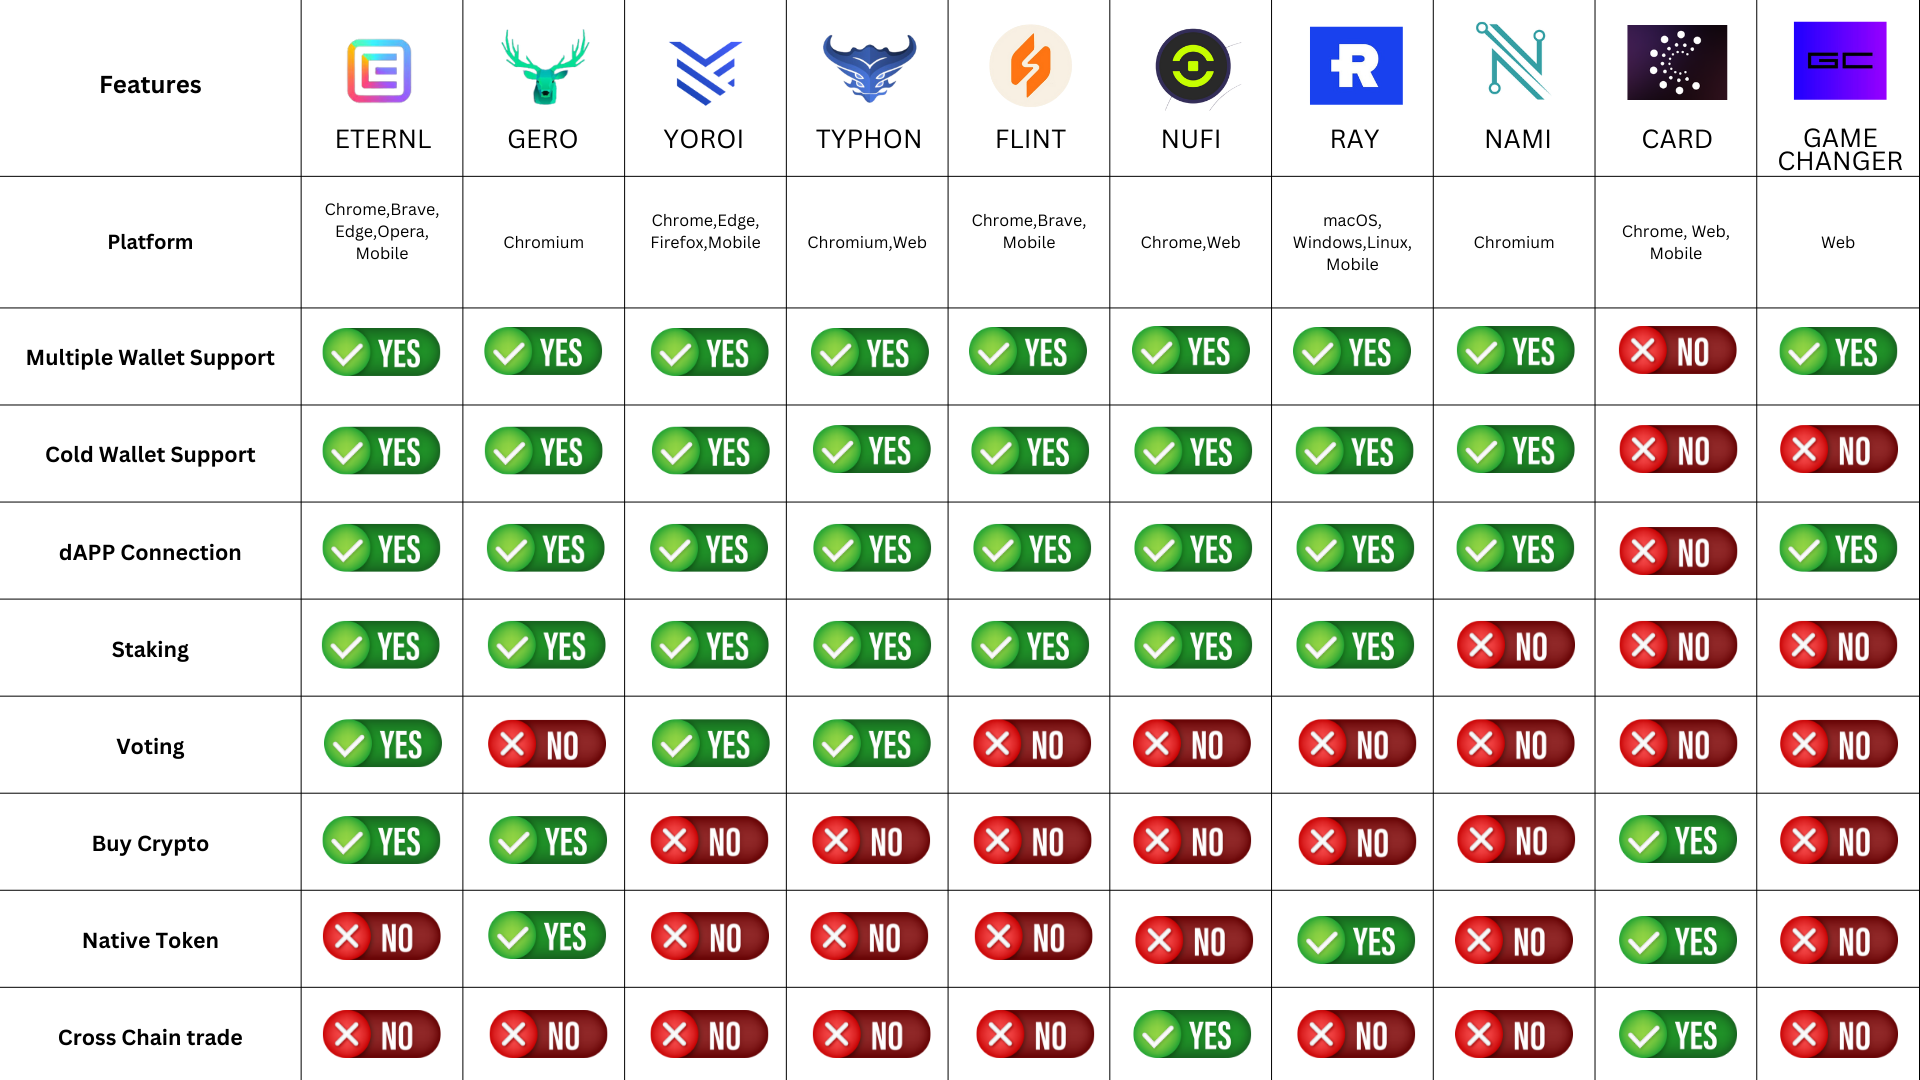 Features
ETERNL
GERO
YOROI
TYPHON
FLINT
NUFI
RAY
NAMI
CARD
GC
GAME
CHANGER
Platform
Chrome,Brave,
Edge,Opera,
Mobile
Chromium
Chrome,Edge,
Firefox,Mobile
Chromium,Web
Chrome,Brave,
Mobile
Chrome,Web
macOS,
Windows,Linux,
Mobile
Chromium
Chrome, Web,
Mobile
Web
Multiple Wallet Support
YES
YES
YES
YES
YES
YES
YES
YES
NO
YES
Cold Wallet Support
YES
YES
YES
YES
YES
YES
YES
YES
NO
NO
dAPP Connection
YES
YES
YES
YES
YES
YES
YES
YES
NO
YES
Staking
YES
YES
YES
YES
YES
YES
YES
NO
NO
NO
Voting
YES
NO
YES
YES
NO
NO
NO
NO
NO
NO
Buy Crypto
YES
YES
NO
NO
NO
NO
NO
NO
YES
NO
Native Token
NO
YES
NO
NO
NO
NO
YES
NO
YES
NO
Cross Chain trade
NO
NO
NO
NO
NO
YES
NO
NO
YES
NO